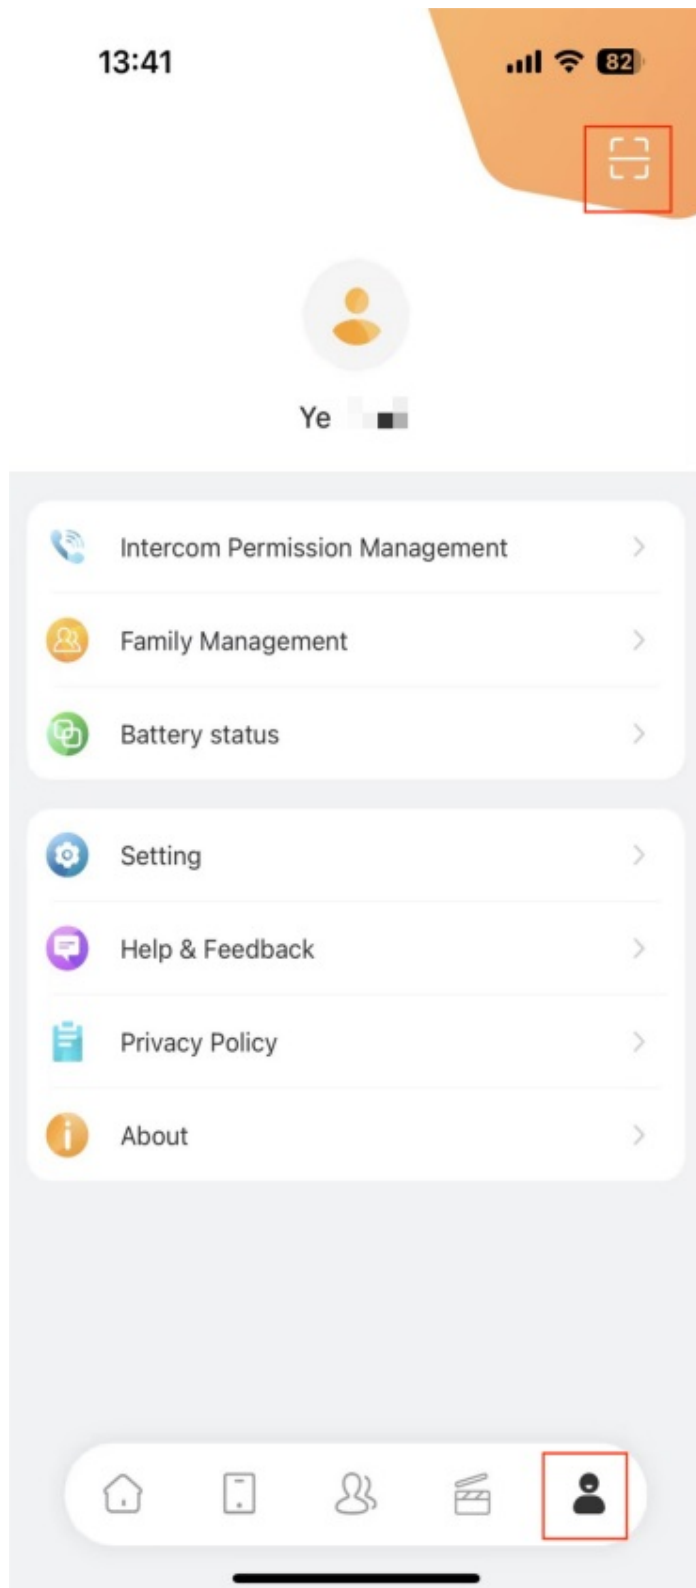 13:41
82
Ye
Intercom Permission Management
Family Management
Battery status
Setting
Help & Feedback
Privacy Policy
About